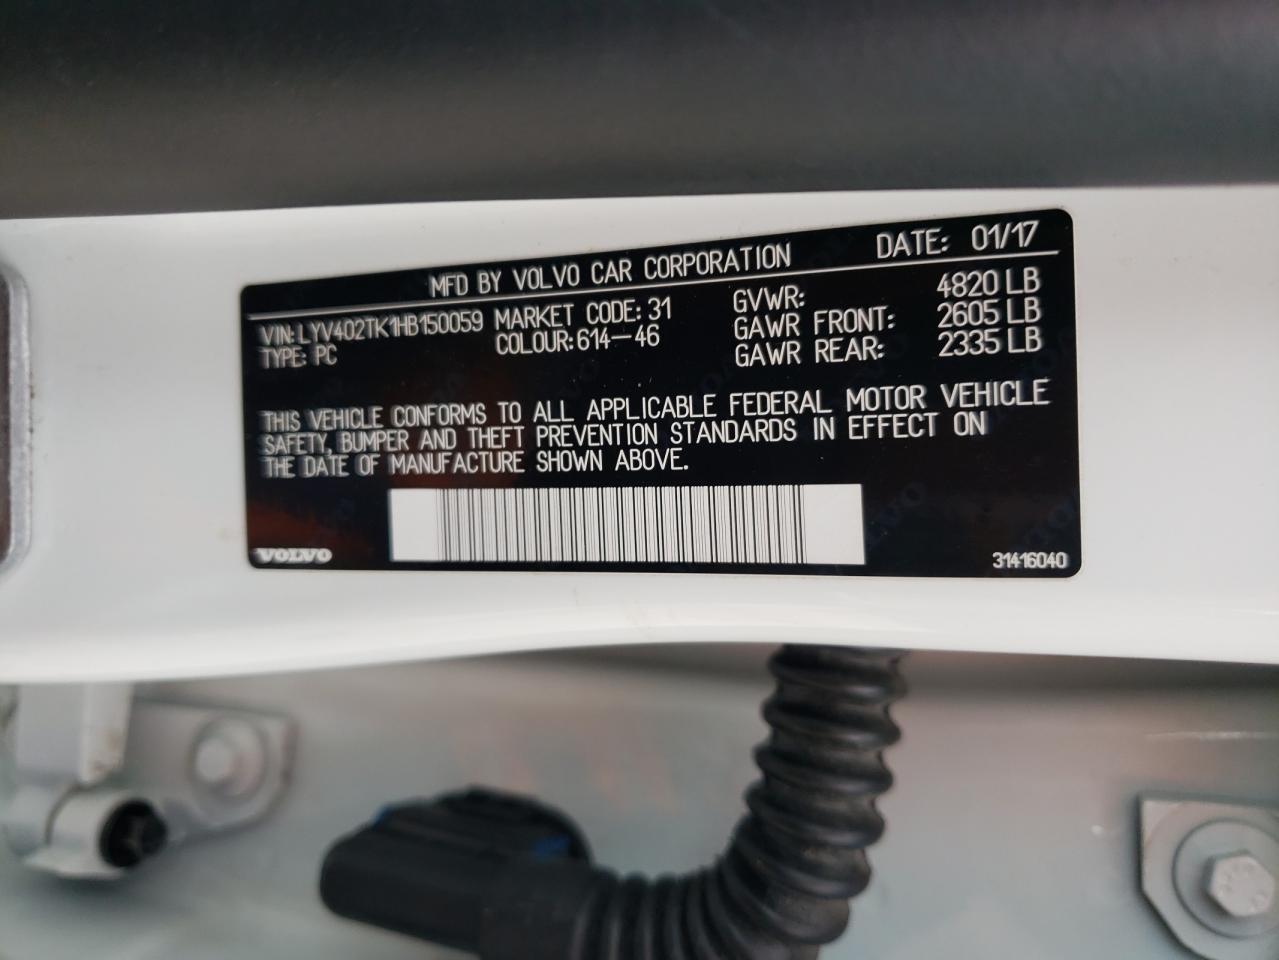 MFD BY VOLVO CAR CORPORATION DATE: 01/17
VIN: LYV402TK1HB150059 MARKET CODE: 31 GVWR: 4820 LB
TYPE: PC COLOUR: 614-46 GAWR FRONT: 2605 LB
GAWR REAR: 2335 LB
THIS VEHICLE CONFORMS TO ALL APPLICABLE FEDERAL MOTOR VEHICLE
SAFETY, BUMPER AND THEFT PREVENTION STANDARDS IN EFFECT ON
THE DATE OF MANUFACTURE SHOWN ABOVE.
VOLVO 31416040